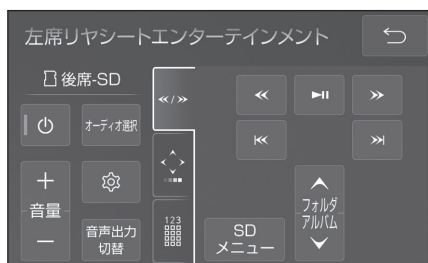 左席リヤシートエンターテインメント
後席-SD
オーディオ選択
+
音量
−
音声出力
切替
123
SD
メニュー
フォルダ
アルバム